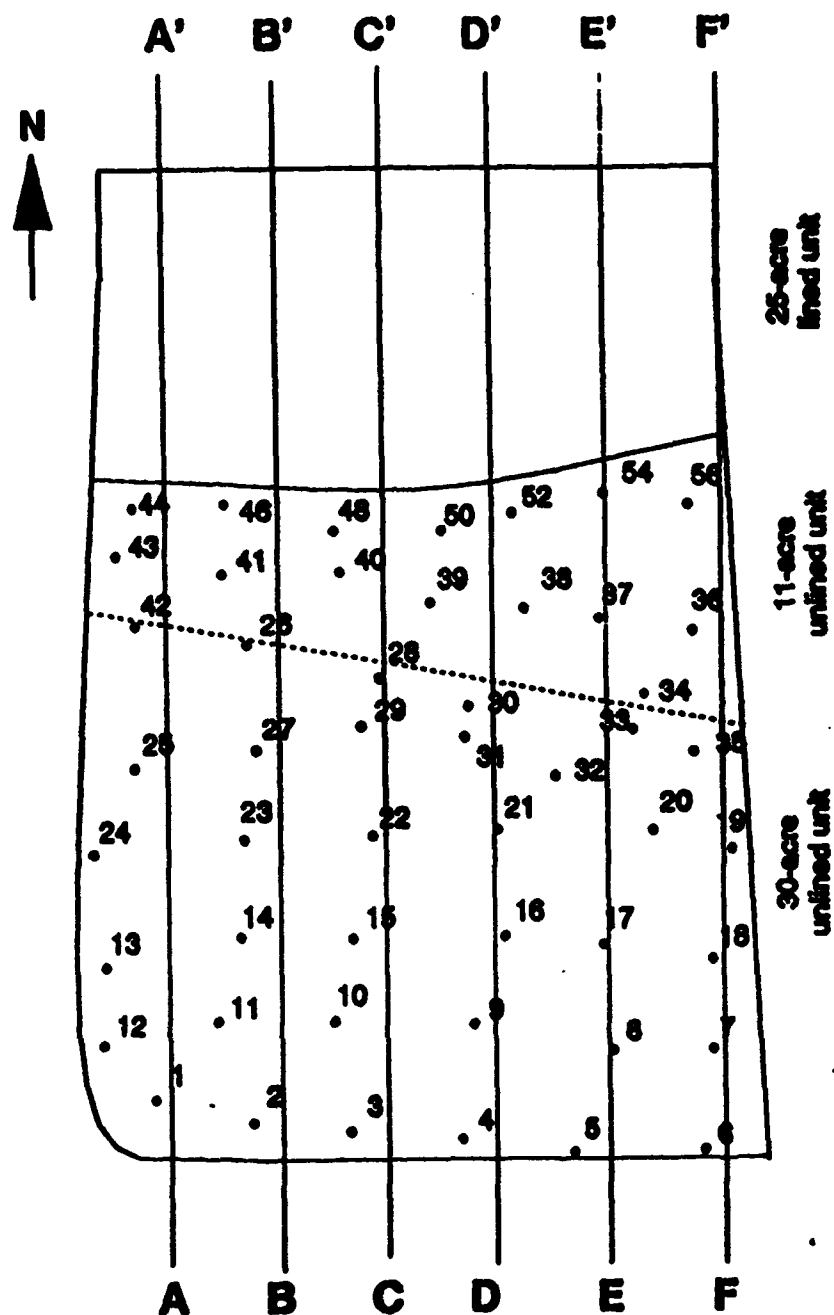 A' B' C' D' E' F'
N
25-acre
lined unit
54 56
44 46 48 50 52
11-acre
unlined unit
43 41 40
39 38 37 36
42 26
28
34
29 30
33
25 27 31 32 35
23 22 21 20 19
24
30-acre
unlined unit
14 15 16 17 18
13
11 10 9
12 8 7
1
2 3 4 5 6
A B C D E F